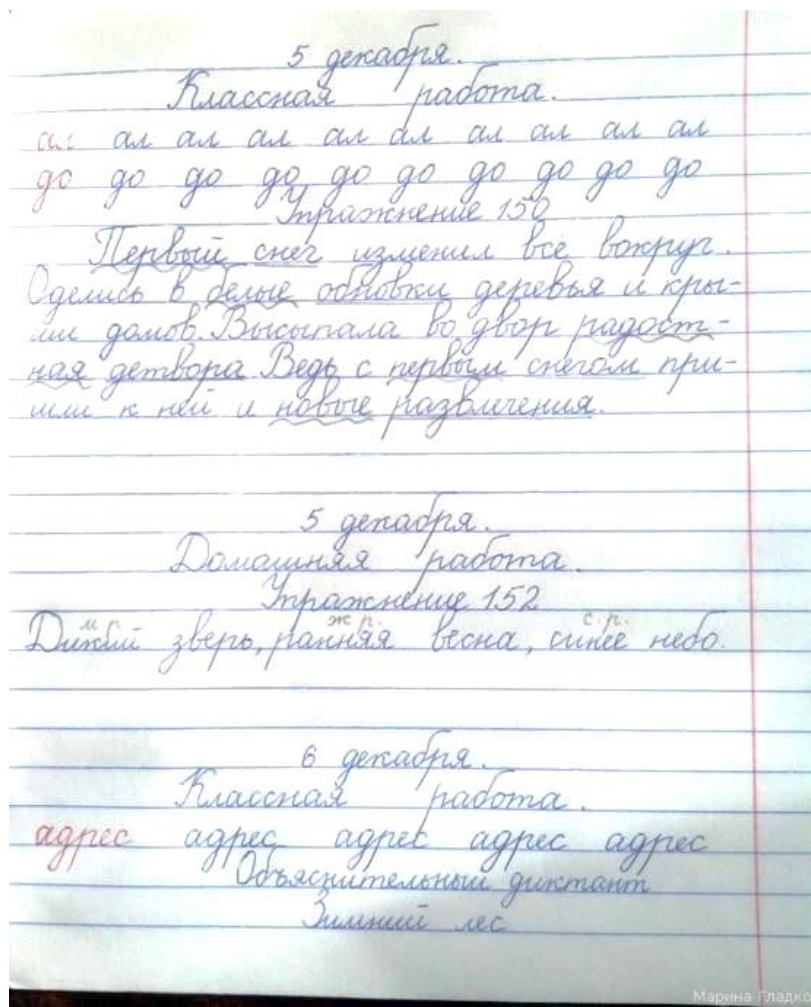 5 декабря.
Классная работа.
ал ал ал ал ал ал ал ал ал ал
до до до до до до до до до до
Упражнение 150
Первый снег изменил все вокруг.
Оделись в белые обновки деревья и кры-
ши домов. Высыпала во двор радост-
ная детвора. Ведь с первым снегом при-
шли к ней и новые развлечения.
5 декабря.
Домашняя работа.
Упражнение 152
м.р. ж.р. с.р.
Дикий зверь, ранняя весна, синее небо.
6 декабря.
Классная работа.
адрес адрес адрес адрес адрес
Объяснительный диктант
Зимний лес